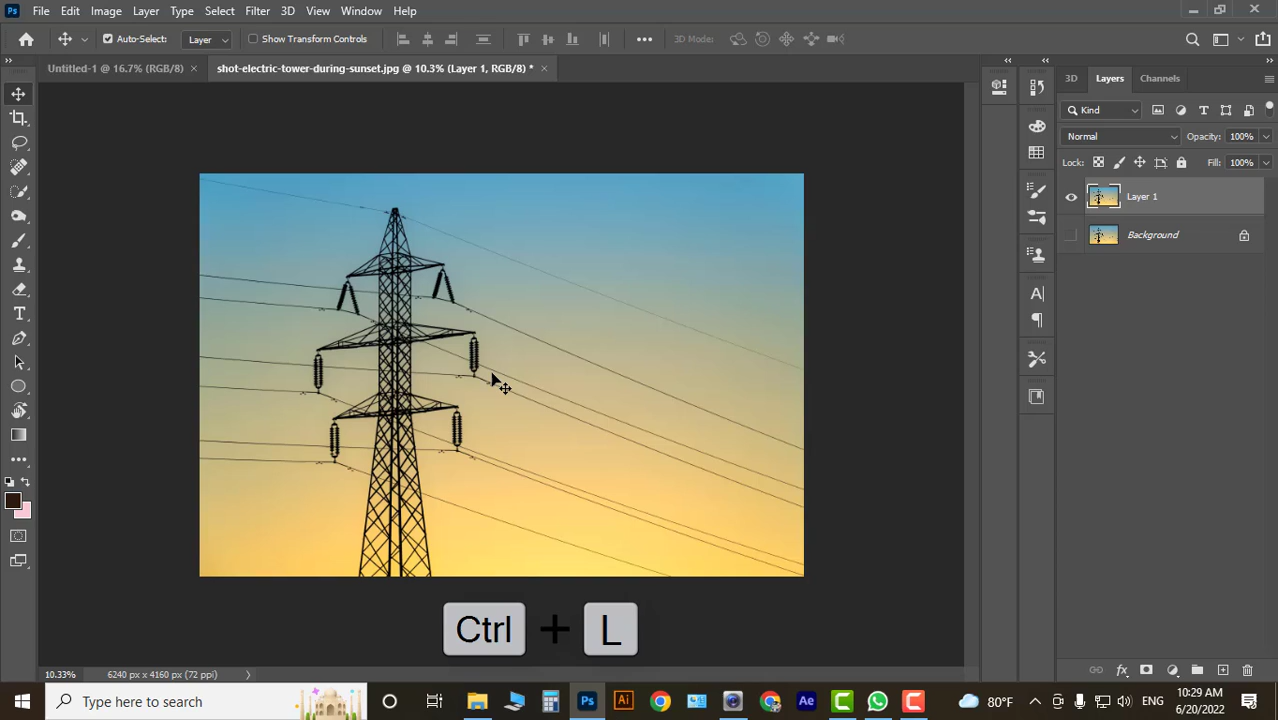 Ps File Edit Image Layer Type Select Filter 3D View Window Help
Auto-Select: Layer Show Transform Controls 3D Mode:
Untitled-1 @ 16.7% (RGB/8) × shot-electric-tower-during-sunset.jpg @ 10.3% (Layer 1, RGB/8) * ×
3D Layers Channels
Kind
Normal Opacity: 100%
Lock: Fill: 100%
Layer 1
Background
Ctrl + L
10.33% 6240 px x 4160 px (72 ppi)
Type here to search
80°F ENG
10:29 AM
6/20/2022